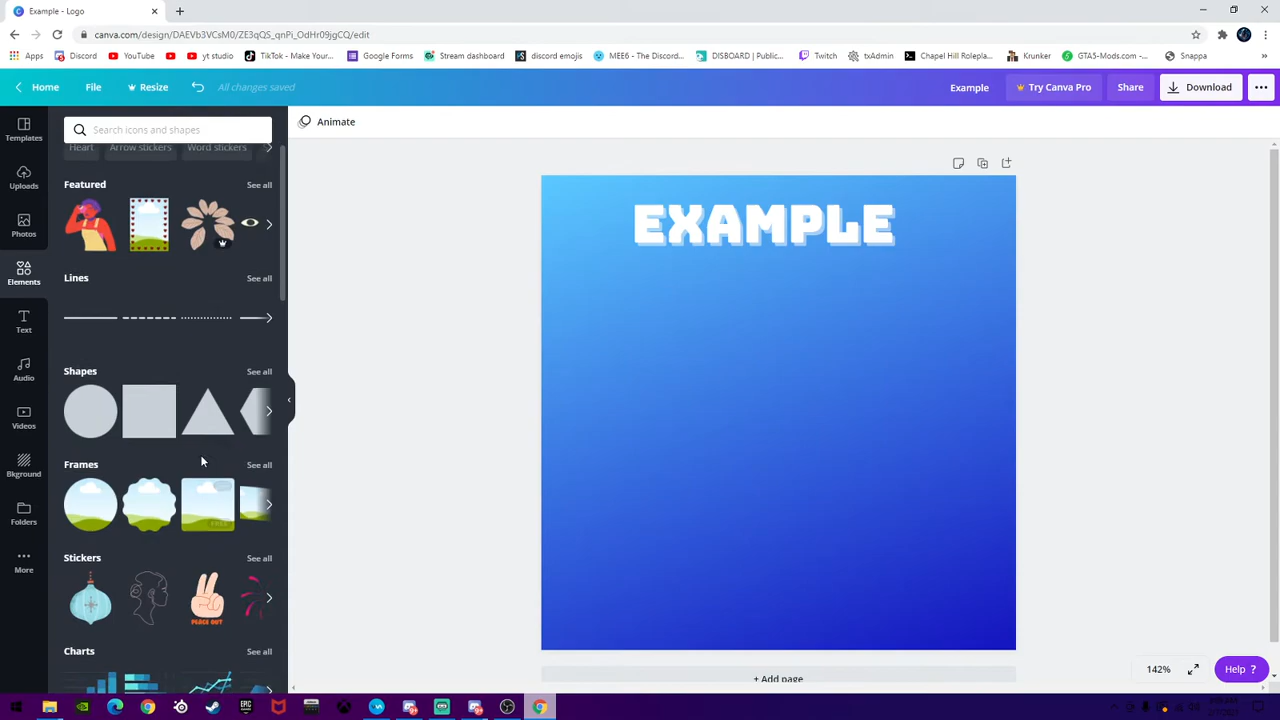 Example - Logo
canva.com/design/DAEVb3VCsM0/ZE3qQS_qnPi_OdHr09jgCQ/edit
Apps Discord YouTube yt studio TikTok - Make Your... Google Forms Stream dashboard discord emojis MEE6 - The Discord... DISBOARD | Public... Twitch txAdmin Chapel Hill Roleplay... Krunker GTA5-Mods.com -... Snappa
Home File Resize All changes saved Example Try Canva Pro Share Download
Search icons and shapes
Animate
Templates
Uploads
Photos
Elements
Text
Audio
Videos
Bkground
Folders
More
Heart Arrow stickers Word stickers
Featured See all
Lines See all
Shapes See all
Frames See all
FREE
Stickers See all
PEACE OUT
Charts See all
EXAMPLE
+ Add page
142% Help ?
EPIC